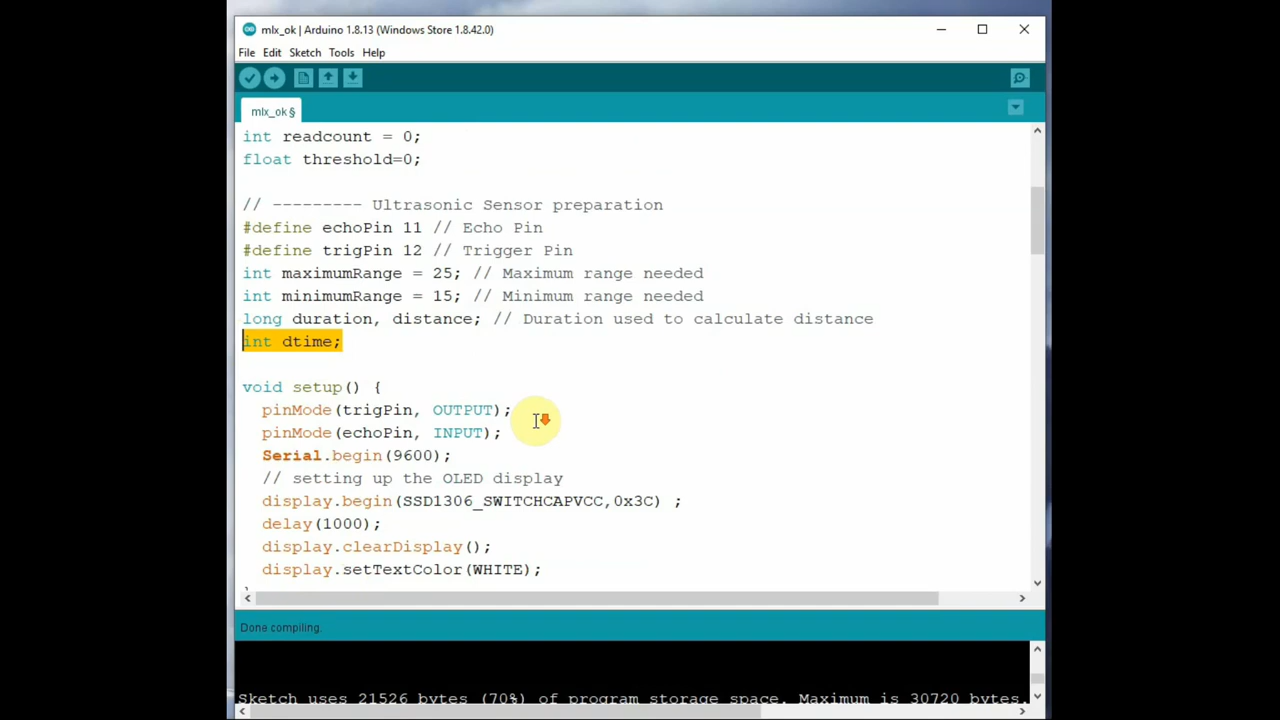 mlx_ok | Arduino 1.8.13 (Windows Store 1.8.42.0)
File Edit Sketch Tools Help
mlx_ok §
int readcount = 0;
float threshold=0;
// --------- Ultrasonic Sensor preparation
#define echoPin 11 // Echo Pin
#define trigPin 12 // Trigger Pin
int maximumRange = 25; // Maximum range needed
int minimumRange = 15; // Minimum range needed
long duration, distance; // Duration used to calculate distance
int dtime;
void setup() {
pinMode(trigPin, OUTPUT);
pinMode(echoPin, INPUT);
Serial.begin(9600);
// setting up the OLED display
display.begin(SSD1306_SWITCHCAPVCC,0x3C) ;
delay(1000);
display.clearDisplay();
display.setTextColor(WHITE);
Done compiling.
Sketch uses 21526 bytes (70%) of program storage space. Maximum is 30720 bytes.